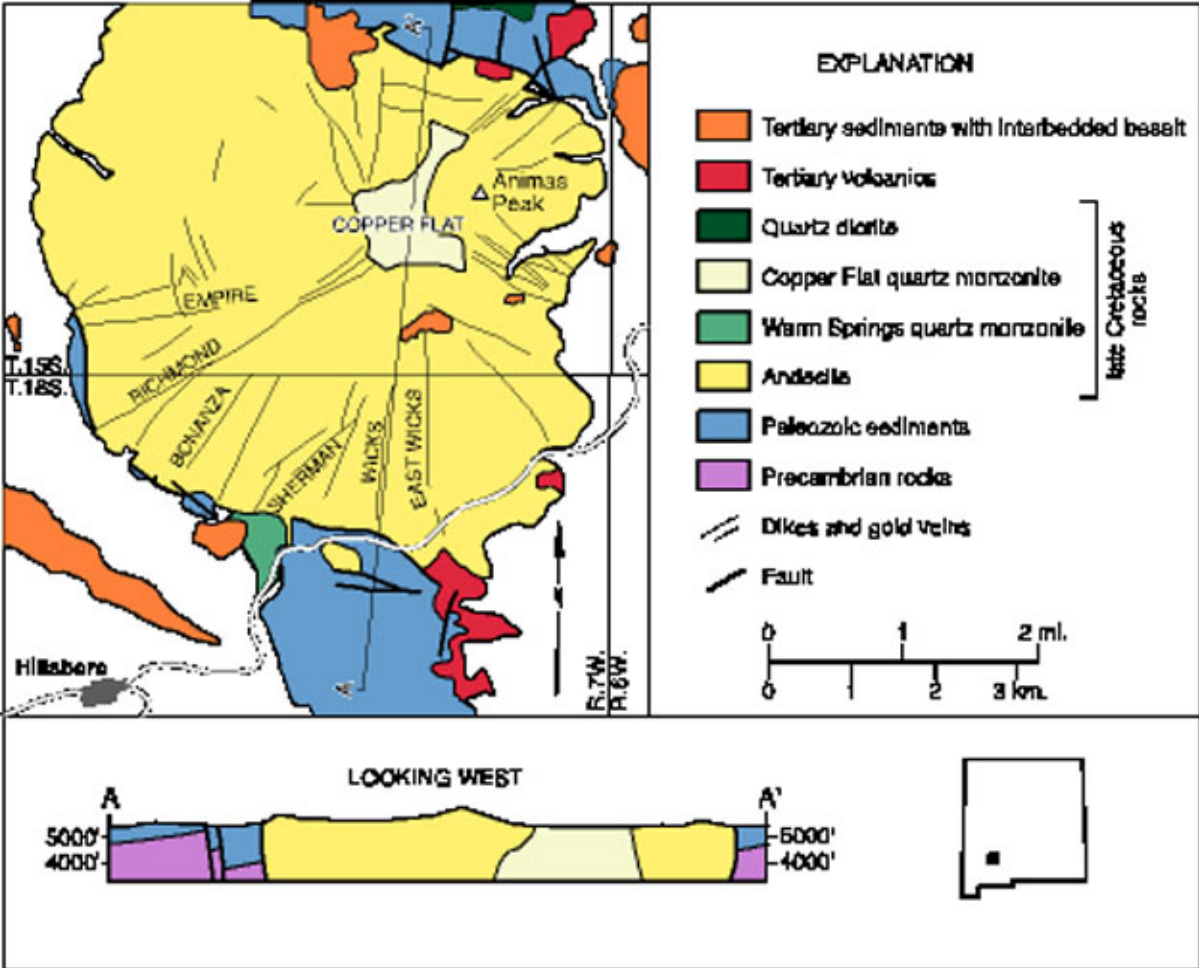 A'
Animas
Peak
COPPER FLAT
EMPIRE
T.15S.
T.16S.
RICHMOND
BONANZA
SHERMAN
WICKS
EAST WICKS
Hillsboro
A
R.7W.
R.6W.
EXPLANATION
Tertiary sediments with interbedded basalt
Tertiary volcanics
Quartz diorite
Copper Flat quartz monzonite
Warm Springs quartz monzonite
Andesite
late Cretaceous
rocks
Paleozoic sediments
Precambrian rocks
Dikes and gold veins
Fault
0 1 2 mi.
0 1 2 3 km.
LOOKING WEST
A A'
5000' 5000'
4000' 4000'